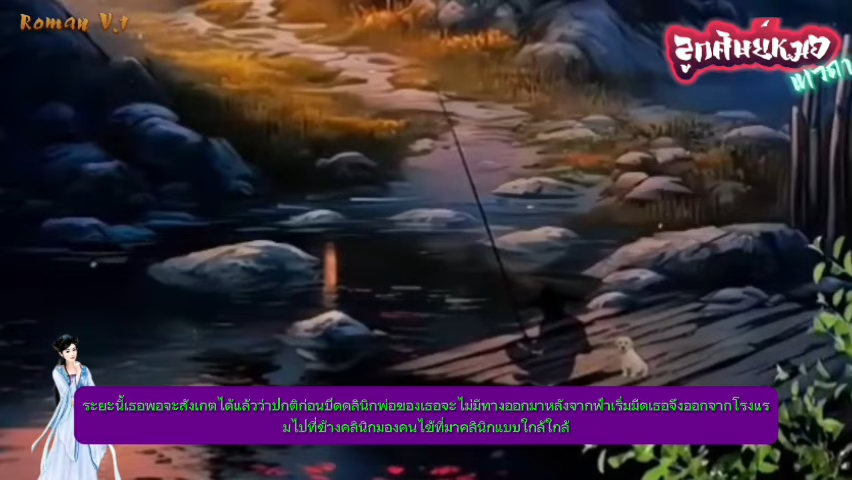 Roman V.1
ลูกศิษย์หมอ
เทวดา
ระยะนี้เธอพอจะสังเกตได้แล้วว่าปกติก่อนปิดคลินิกพ่อของเธอจะไม่มีทางออกมาหลังจากฟ้าเริ่มมืดเธอจึงออกจากโรงแร
มไปที่ข้างคลินิกมองคนไข้ที่มาคลินิกแบบใกล้ใกล้